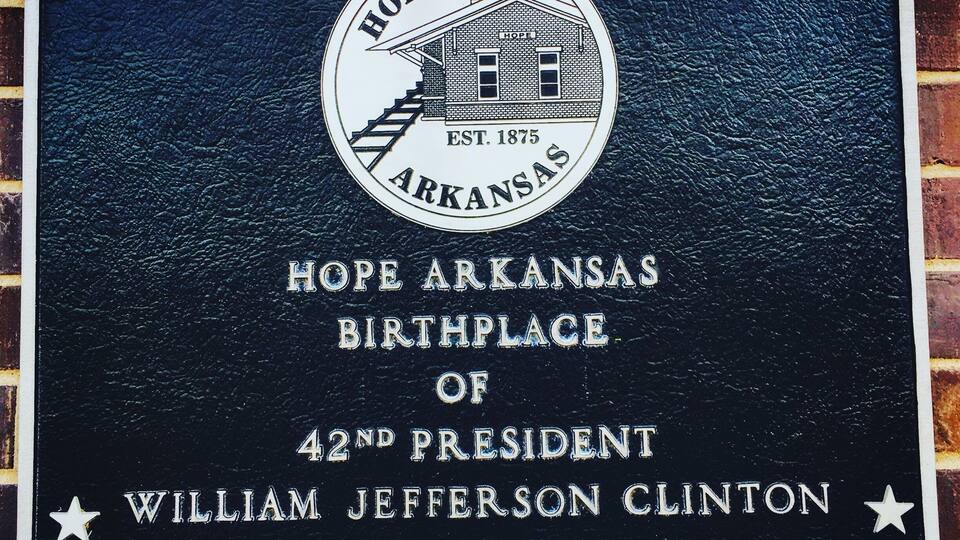 HOPE
EST. 1875
ARKANSAS
HOPE ARKANSAS
BIRTHPLACE
OF
42ND PRESIDENT
WILLIAM JEFFERSON CLINTON